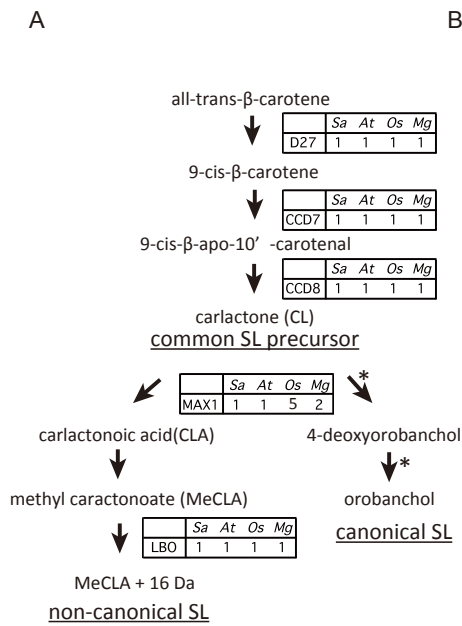 A B
all-trans-β-carotene
Sa At Os Mg
D27 1 1 1 1
9-cis-β-carotene
Sa At Os Mg
CCD7 1 1 1 1
9-cis-β-apo-10′ -carotenal
Sa At Os Mg
CCD8 1 1 1 1
carlactone (CL)
common SL precursor
*
Sa At Os Mg
MAX1 1 1 5 2
carlactonoic acid(CLA) 4-deoxyorobanchol
*
methyl caractonoate (MeCLA) orobanchol
Sa At Os Mg
LBO 1 1 1 1
canonical SL
MeCLA + 16 Da
non-canonical SL